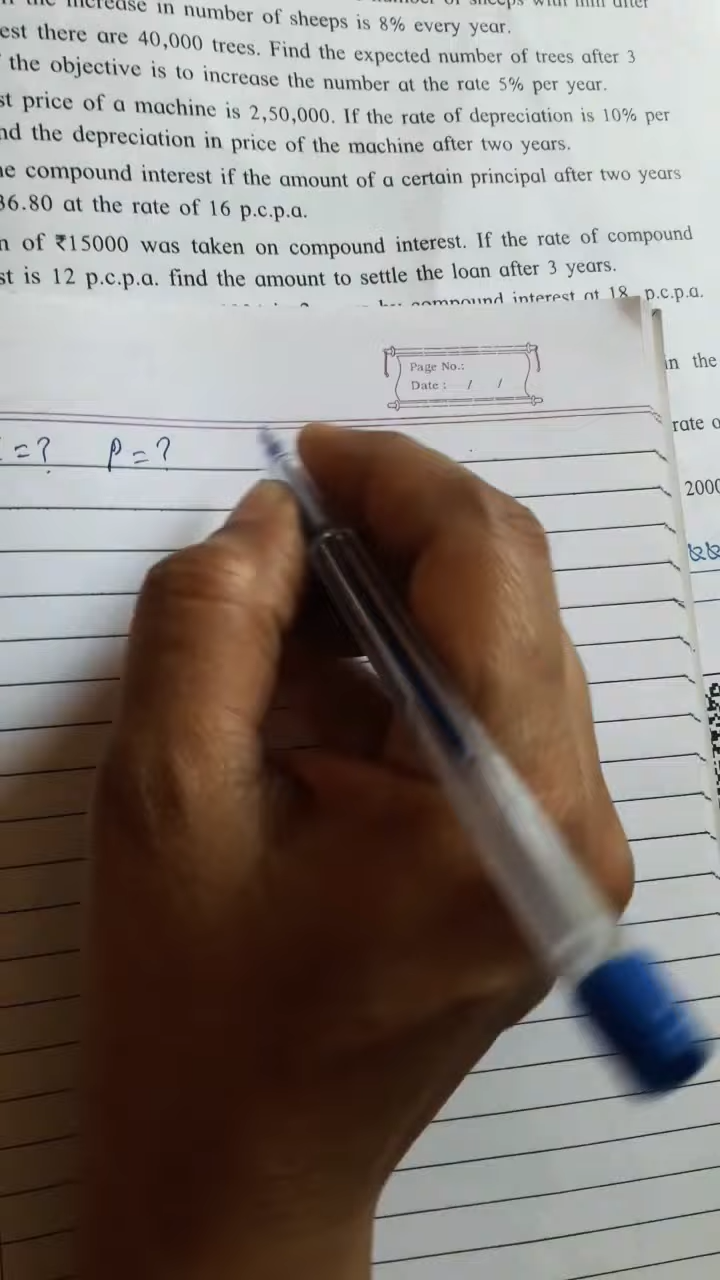 increase in number of sheeps is 8% every year.
est there are 40,000 trees. Find the expected number of trees after 3
the objective is to increase the number at the rate 5% per year.
st price of a machine is 2,50,000. If the rate of depreciation is 10% per
nd the depreciation in price of the machine after two years.
e compound interest if the amount of a certain principal after two years
36.80 at the rate of 16 p.c.p.a.
n of ₹15000 was taken on compound interest. If the rate of compound
st is 12 p.c.p.a. find the amount to settle the loan after 3 years.
compound interest at 18 p.c.p.a.
in the
Page No.:
Date : / /
rate o
= ? P = ?
2000